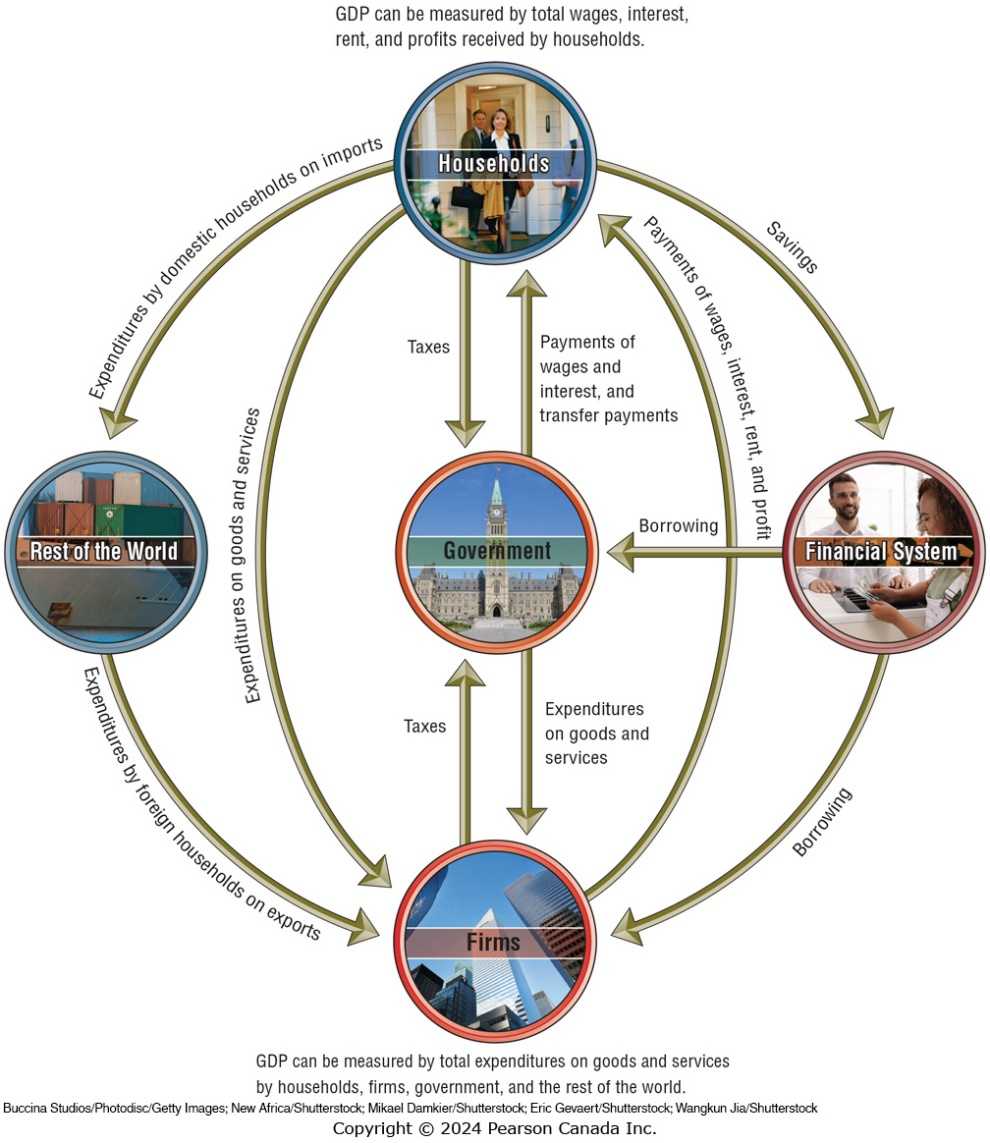 GDP can be measured by total wages, interest,
rent, and profits received by households.
Households
Expenditures by domestic households on imports
Savings
Payments of wages, interest, rent, and profit
Taxes
Payments of
wages and
interest, and
transfer payments
Expenditures on goods and services
Rest of the World
Government
Borrowing
Financial System
Expenditures by foreign households on exports
Taxes
Expenditures
on goods and
services
Borrowing
Firms
GDP can be measured by total expenditures on goods and services
by households, firms, government, and the rest of the world.
Buccina Studios/Photodisc/Getty Images; New Africa/Shutterstock; Mikael Damkier/Shutterstock; Eric Gevaert/Shutterstock; Wangkun Jia/Shutterstock
Copyright © 2024 Pearson Canada Inc.